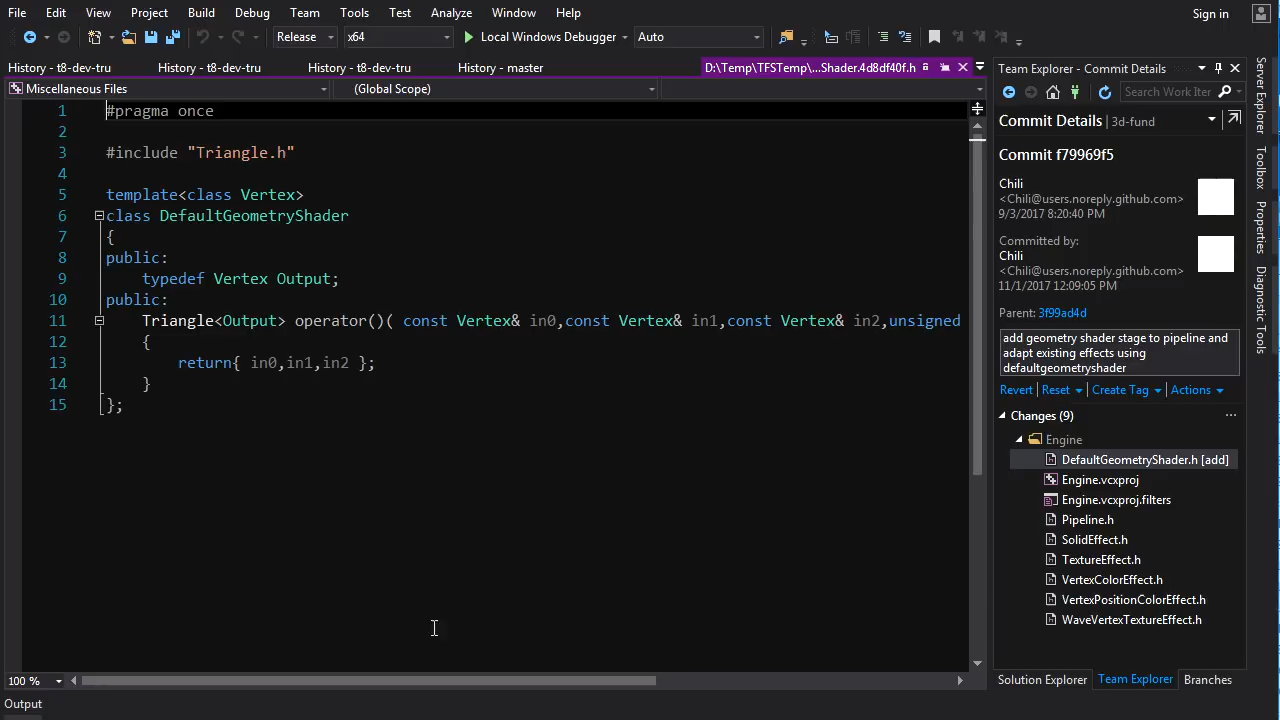 File Edit View Project Build Debug Team Tools Test Analyze Window Help
Sign in
Release x64 Local Windows Debugger Auto
History - t8-dev-tru History - t8-dev-tru History - t8-dev-tru History - master D:\Temp\TFSTemp\...Shader.4d8df40f.h
Miscellaneous Files (Global Scope)
1 #pragma once
2
3 #include "Triangle.h"
4
5 template<class Vertex>
6 class DefaultGeometryShader
7 {
8 public:
9 typedef Vertex Output;
10 public:
11 Triangle<Output> operator()( const Vertex& in0,const Vertex& in1,const Vertex& in2,unsigned
12 {
13 return{ in0,in1,in2 };
14 }
15 };
100 %
Output
Team Explorer - Commit Details
Search Work Iter
Commit Details | 3d-fund
Commit f79969f5
Chili
<Chili@users.noreply.github.com>
9/3/2017 8:20:40 PM
Committed by:
Chili
<Chili@users.noreply.github.com>
11/1/2017 12:09:05 PM
Parent: 3f99ad4d
add geometry shader stage to pipeline and
adapt existing effects using
defaultgeometryshader
Revert | Reset | Create Tag | Actions
Changes (9) ...
Engine
DefaultGeometryShader.h [add]
Engine.vcxproj
Engine.vcxproj.filters
Pipeline.h
SolidEffect.h
TextureEffect.h
VertexColorEffect.h
VertexPositionColorEffect.h
WaveVertexTextureEffect.h
Solution Explorer Team Explorer Branches
Server Explorer
Toolbox
Properties
Diagnostic Tools